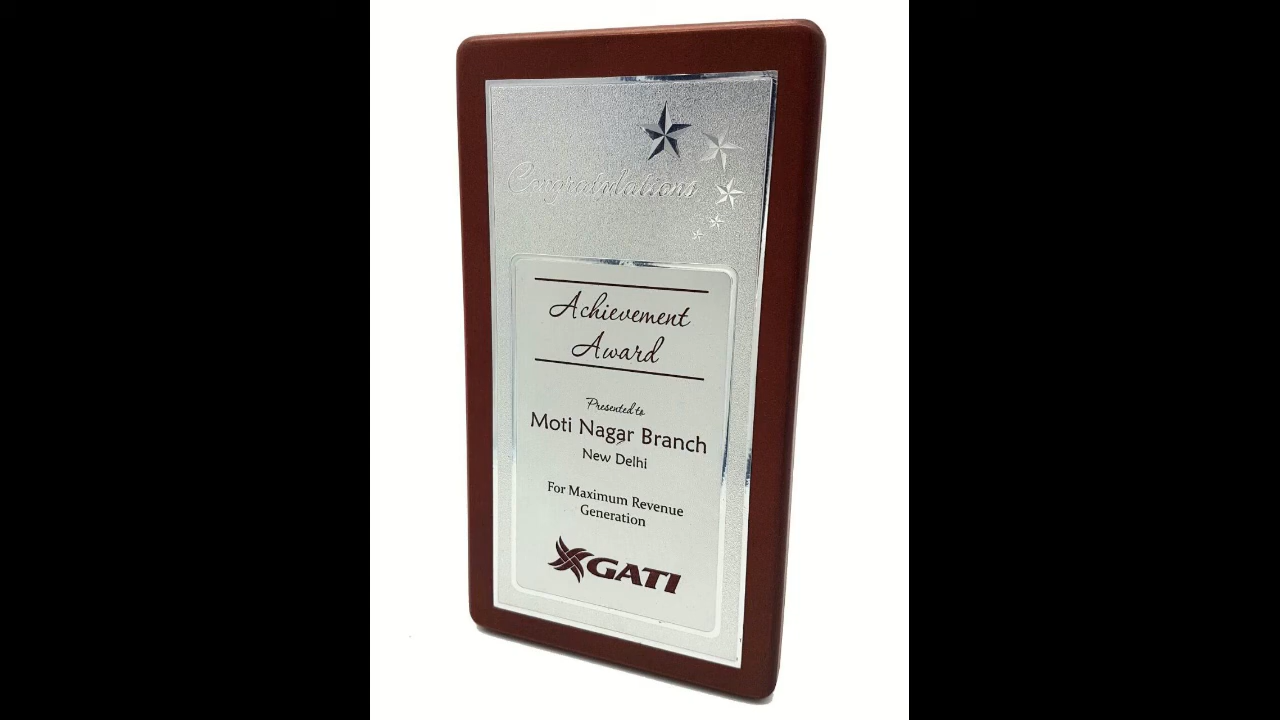 Congratulations
Achievement
Award
Presented to
Moti Nagar Branch
New Delhi
For Maximum Revenue
Generation
GATI